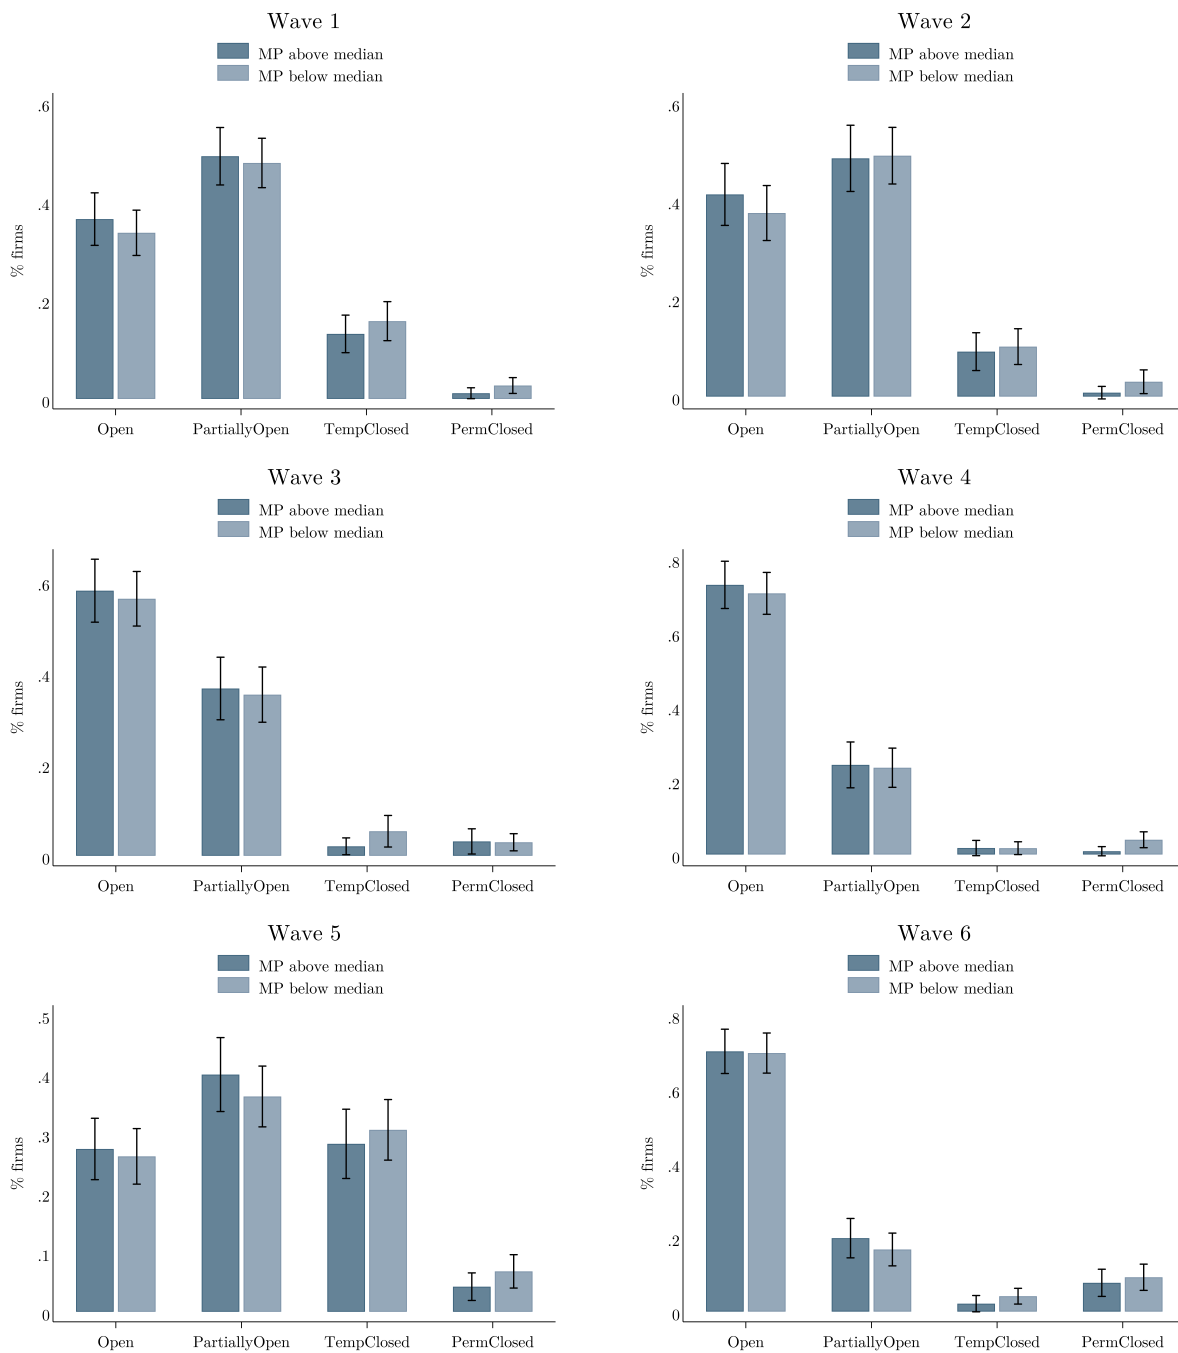 Wave 1
MP above median
MP below median
% firms
.6
.4
.2
0
Open PartiallyOpen TempClosed PermClosed
Wave 2
MP above median
MP below median
% firms
.6
.4
.2
0
Open PartiallyOpen TempClosed PermClosed
Wave 3
MP above median
MP below median
% firms
.6
.4
.2
0
Open PartiallyOpen TempClosed PermClosed
Wave 4
MP above median
MP below median
% firms
.8
.6
.4
.2
0
Open PartiallyOpen TempClosed PermClosed
Wave 5
MP above median
MP below median
% firms
.5
.4
.3
.2
.1
0
Open PartiallyOpen TempClosed PermClosed
Wave 6
MP above median
MP below median
% firms
.8
.6
.4
.2
0
Open PartiallyOpen TempClosed PermClosed